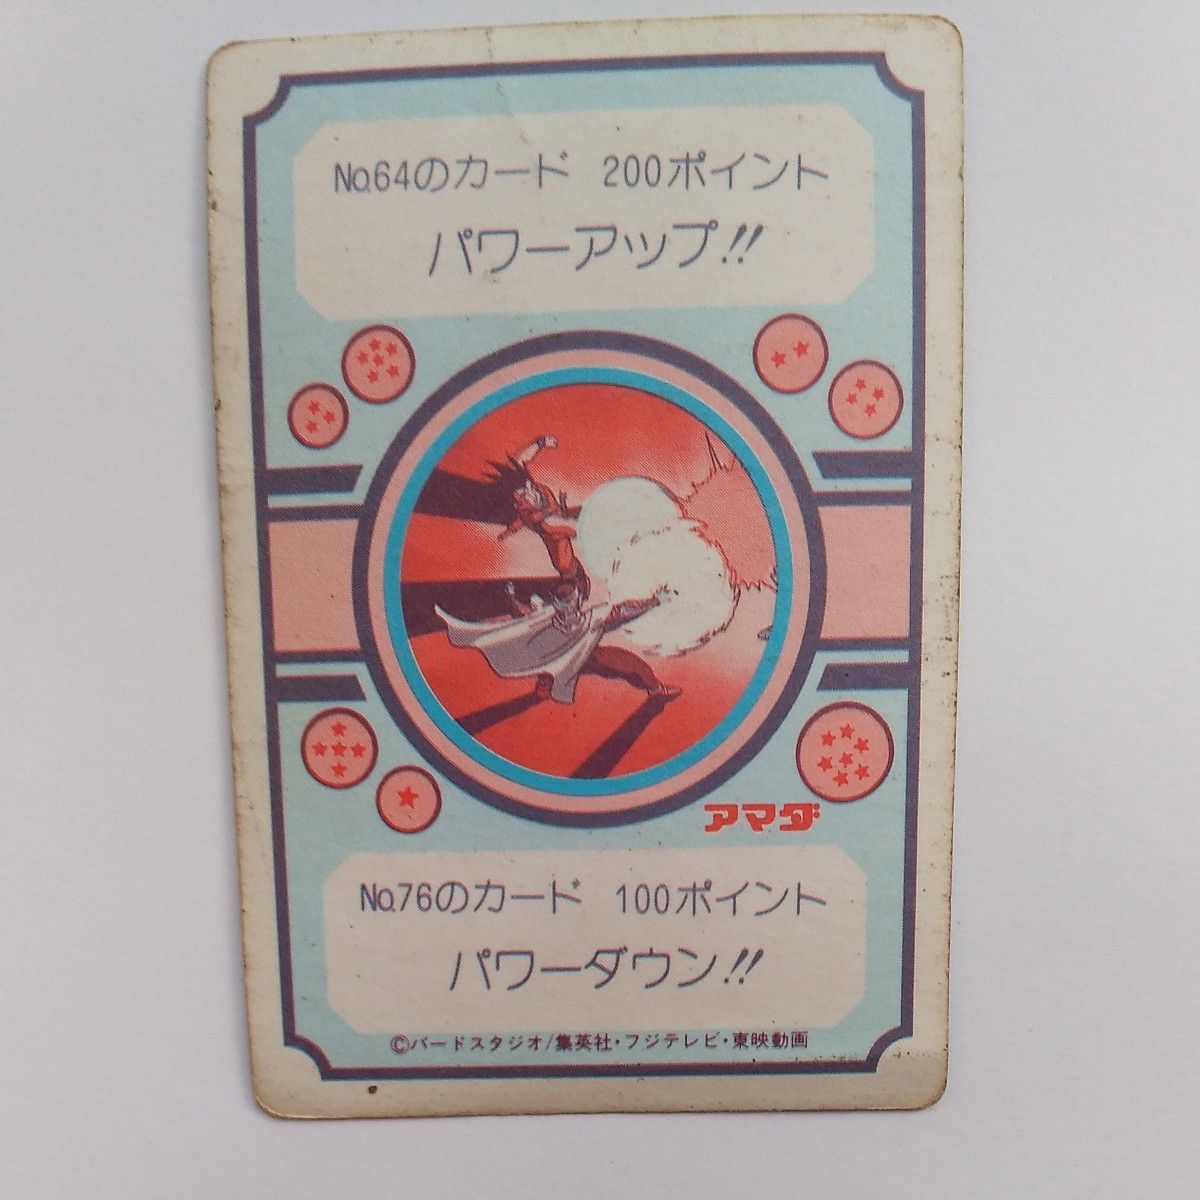 No.64のカード 200ポイント
パワーアップ!!
アマダ
No.76のカード 100ポイント
パワーダウン!!
©バードスタジオ/集英社・フジテレビ・東映動画